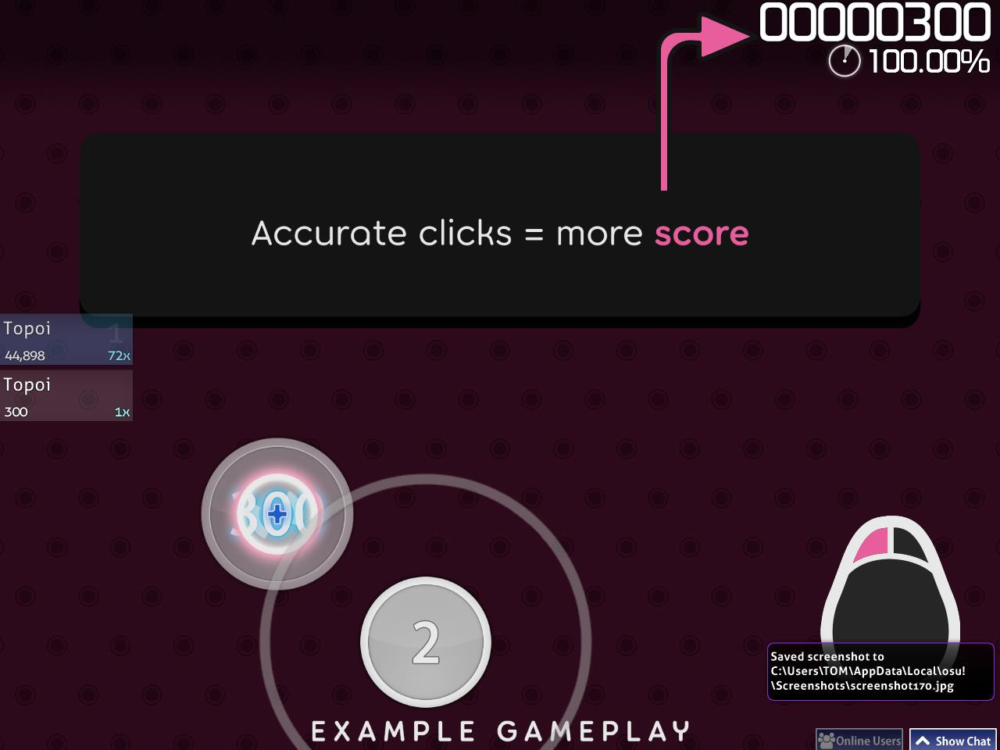 00000300
100.00%
Accurate clicks = more score
Topoi
1
44,898
72x
Topoi
300
1x
300
2
Saved screenshot to
C:\Users\TOM\AppData\Local\osu!
\Screenshots\screenshot170.jpg
EXAMPLE GAMEPLAY
Online Users
Show Chat